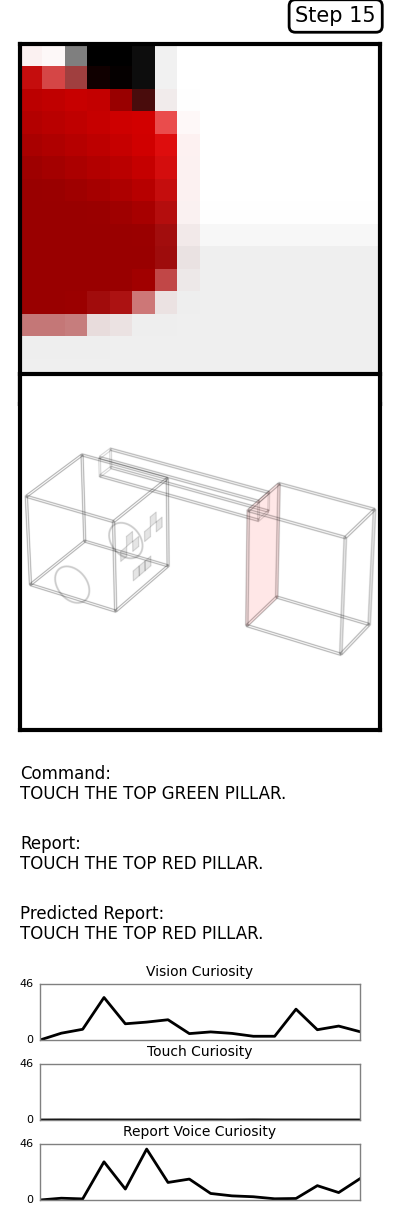 Step 15
Command:
TOUCH THE TOP GREEN PILLAR.
Report:
TOUCH THE TOP RED PILLAR.
Predicted Report:
TOUCH THE TOP RED PILLAR.
Vision Curiosity
46
0
Touch Curiosity
46
0
Report Voice Curiosity
46
0